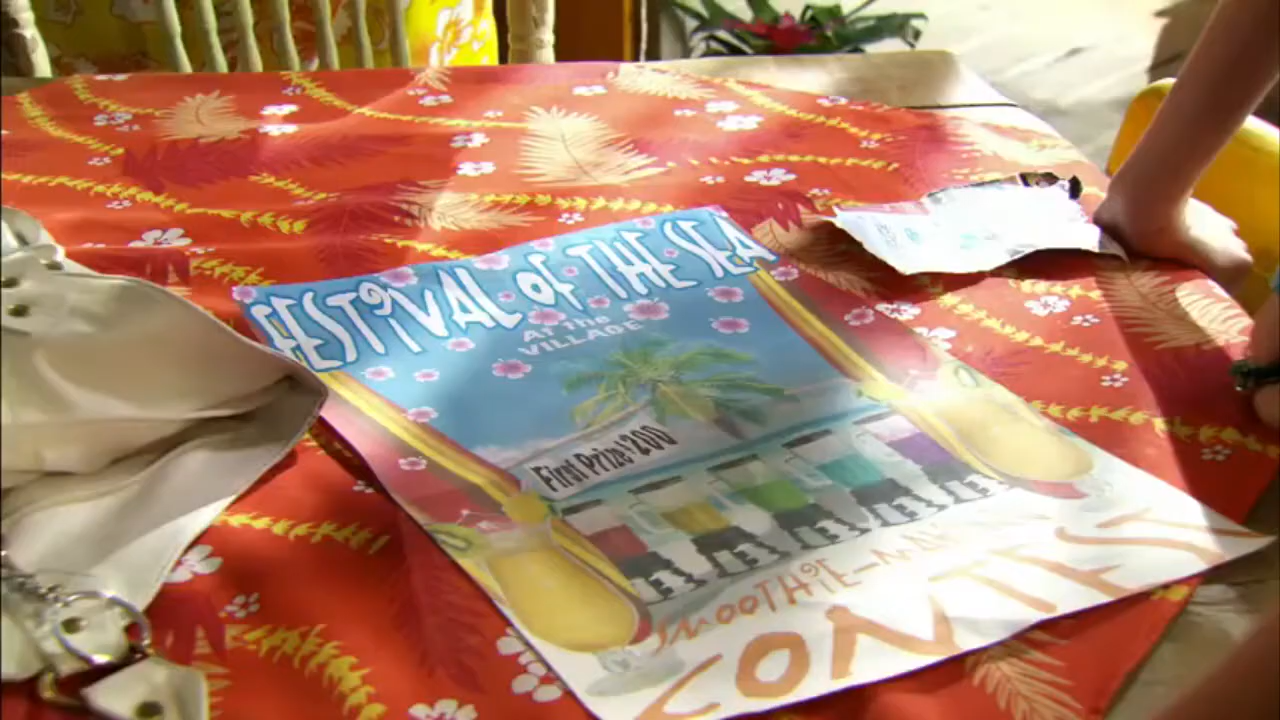 FESTIVAL OF THE SEA
AT THE
VILLAGE
First Prize: $200
SMOOTHIE-MAKING
CONTEST